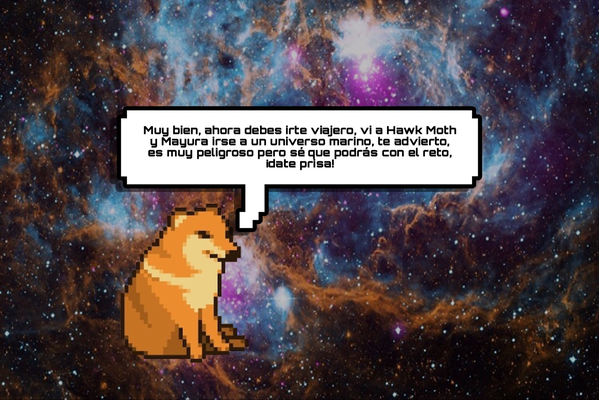 Muy bien, ahora debes irte viajero, vi a Hawk Moth
y Mayura irse a un universo marino, te advierto,
es muy peligroso pero sé que podrás con el reto,
¡date prisa!